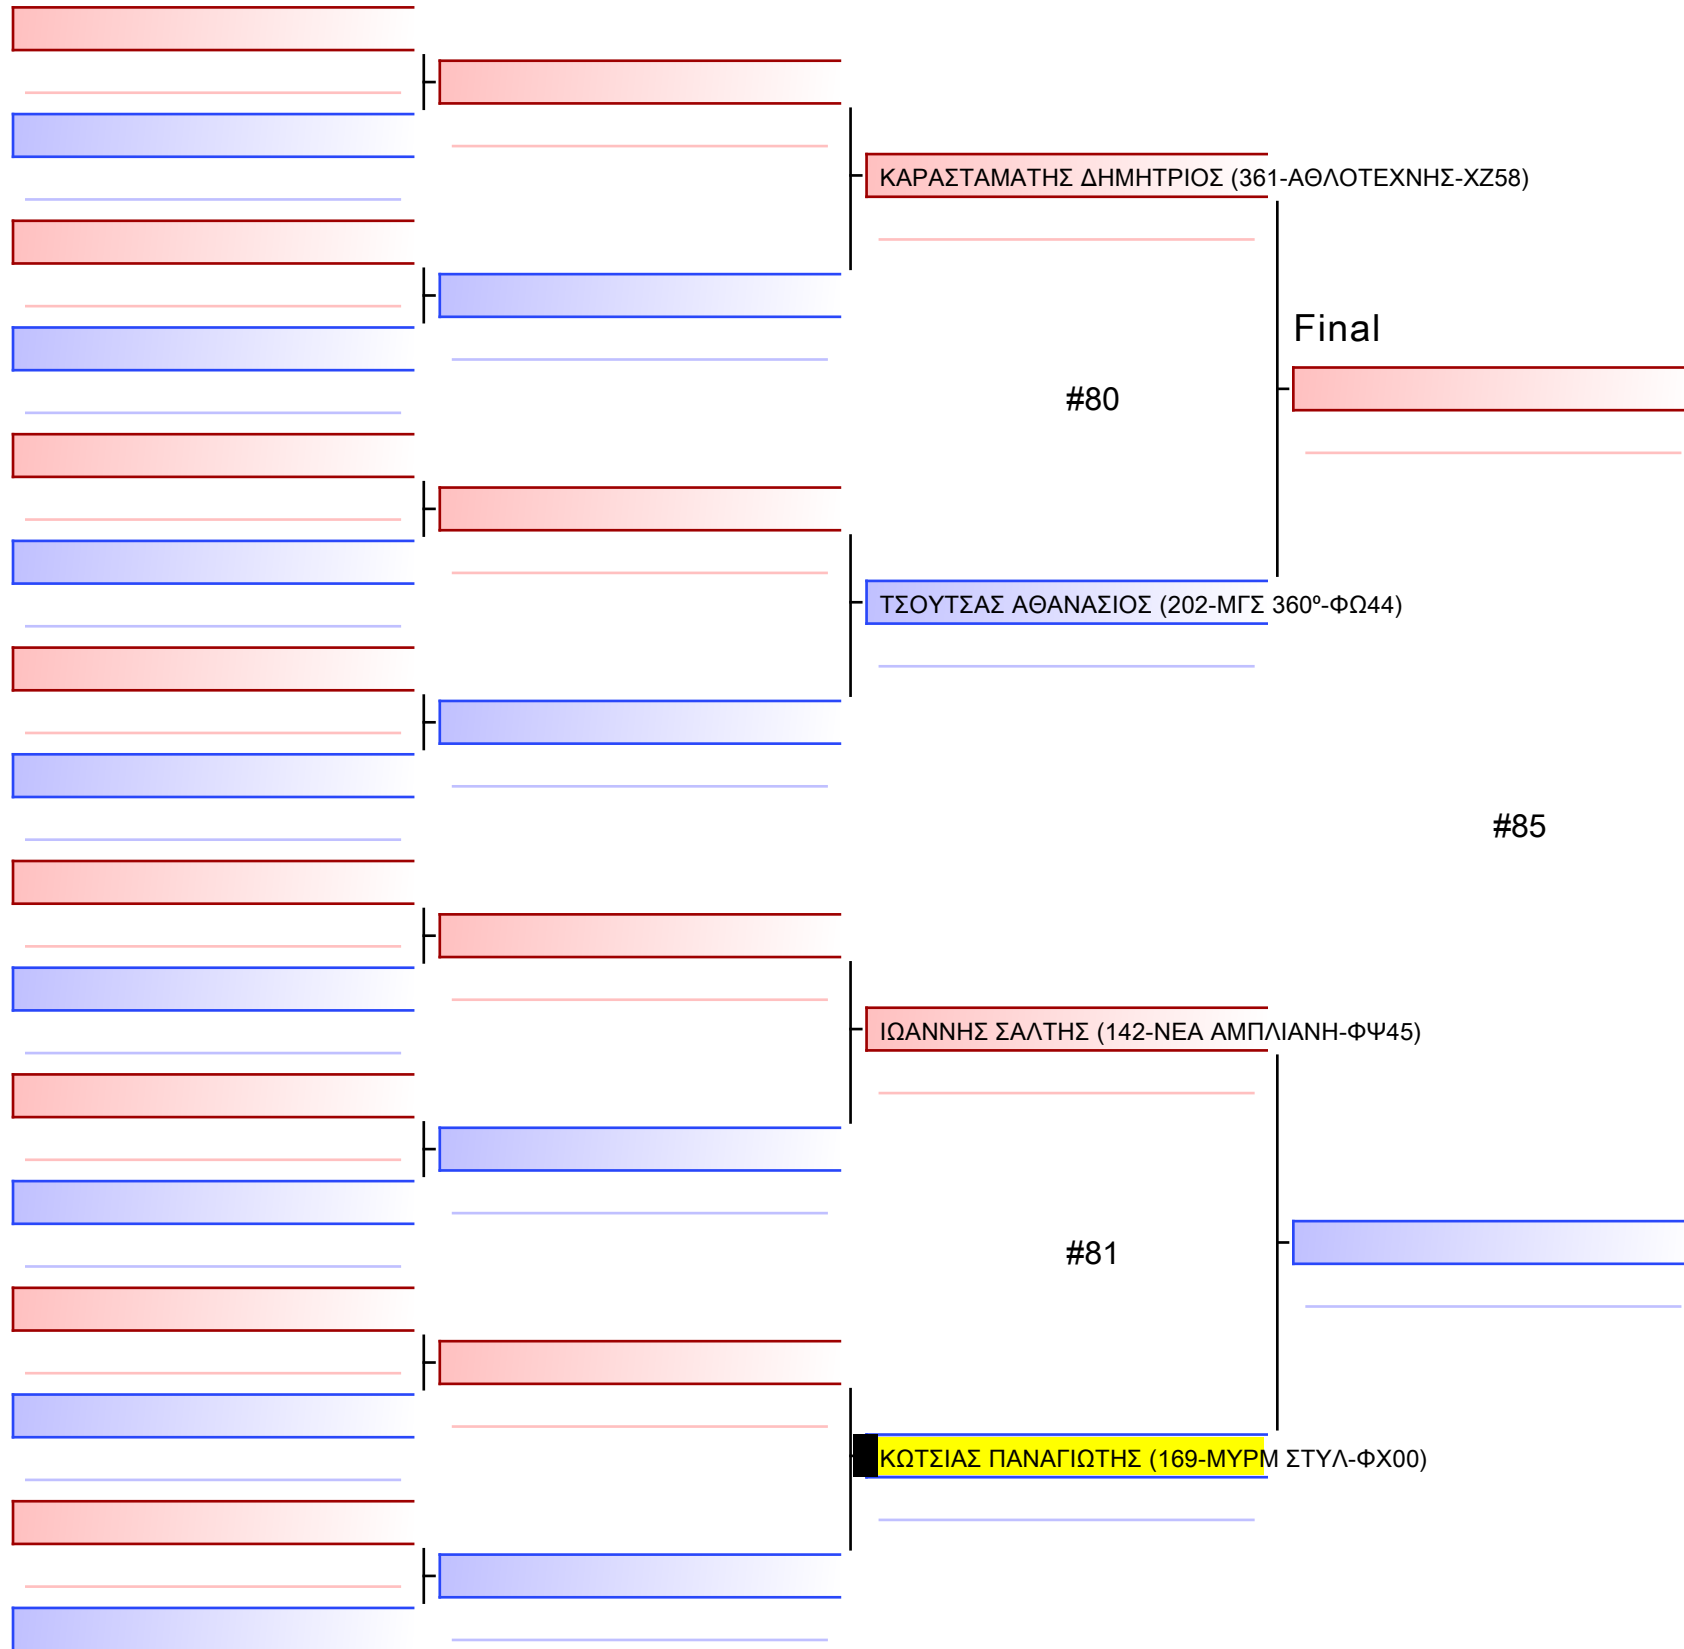 ΚΑΡΑΣΤΑΜΑΤΗΣ ΔΗΜΗΤΡΙΟΣ (361-ΑΘΛΟΤΕΧΝΗΣ-ΧΖ58)
Final
#80
ΤΣΟΥΤΣΑΣ ΑΘΑΝΑΣΙΟΣ (202-ΜΓΣ 360º-ΦΩ44)
#85
ΙΩΑΝΝΗΣ ΣΑΛΤΗΣ (142-ΝΕΑ ΑΜΠΛΙΑΝΗ-ΦΨ45)
#81
ΚΩΤΣΙΑΣ ΠΑΝΑΓΙΩΤΗΣ (169-ΜΥΡΜ ΣΤΥΛ-ΦΧ00)